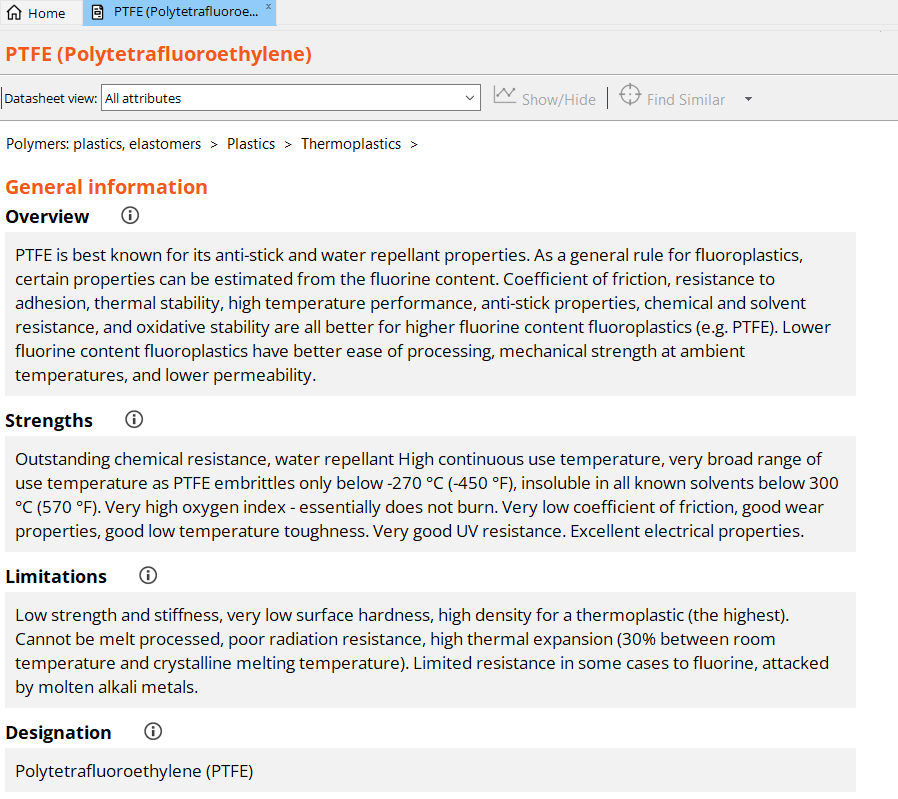 Home
PTFE (Polytetrafluoroe...
PTFE (Polytetrafluoroethylene)
Datasheet view: All attributes Show/Hide Find Similar
Polymers: plastics, elastomers > Plastics > Thermoplastics >
General information
Overview
PTFE is best known for its anti-stick and water repellant properties. As a general rule for fluoroplastics,
certain properties can be estimated from the fluorine content. Coefficient of friction, resistance to
adhesion, thermal stability, high temperature performance, anti-stick properties, chemical and solvent
resistance, and oxidative stability are all better for higher fluorine content fluoroplastics (e.g. PTFE). Lower
fluorine content fluoroplastics have better ease of processing, mechanical strength at ambient
temperatures, and lower permeability.
Strengths
Outstanding chemical resistance, water repellant High continuous use temperature, very broad range of
use temperature as PTFE embrittles only below -270 °C (-450 °F), insoluble in all known solvents below 300
°C (570 °F). Very high oxygen index - essentially does not burn. Very low coefficient of friction, good wear
properties, good low temperature toughness. Very good UV resistance. Excellent electrical properties.
Limitations
Low strength and stiffness, very low surface hardness, high density for a thermoplastic (the highest).
Cannot be melt processed, poor radiation resistance, high thermal expansion (30% between room
temperature and crystalline melting temperature). Limited resistance in some cases to fluorine, attacked
by molten alkali metals.
Designation
Polytetrafluoroethylene (PTFE)